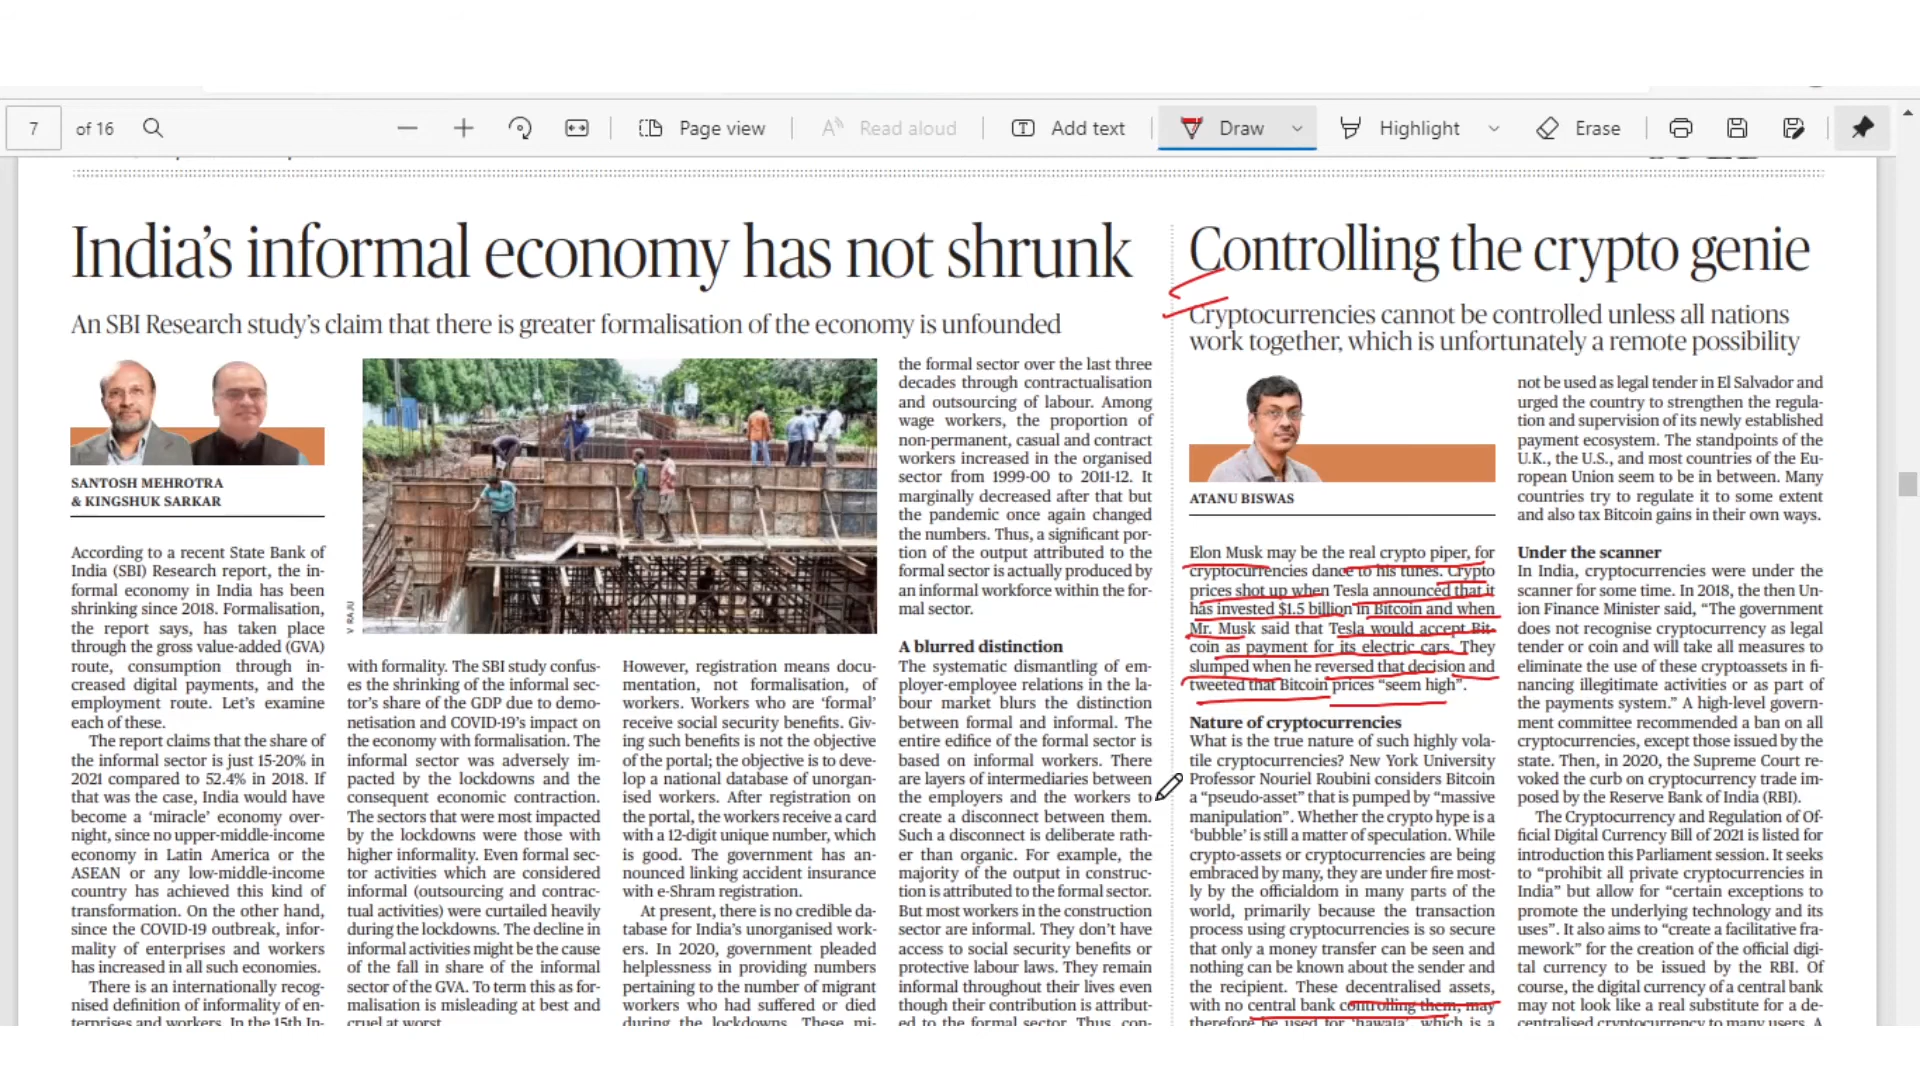 7 of 16 Page view Read aloud Add text Draw Highlight Erase
India's informal economy has not shrunk
An SBI Research study's claim that there is greater formalisation of the economy is unfounded
SANTOSH MEHROTRA
& KINGSHUK SARKAR
According to a recent State Bank of
India (SBI) Research report, the in-
formal economy in India has been
shrinking since 2018. Formalisation,
the report says, has taken place
through the gross value-added (GVA)
route, consumption through in-
creased digital payments, and the
employment route. Let's examine
each of these.
The report claims that the share of
the informal sector is just 15-20% in
2021 compared to 52.4% in 2018. If
that was the case, India would have
become a 'miracle' economy over-
night, since no upper-middle-income
economy in Latin America or the
ASEAN or any low-middle-income
country has achieved this kind of
transformation. On the other hand,
since the COVID-19 outbreak, infor-
mality of enterprises and workers
has increased in all such economies.
There is an internationally recog-
nised definition of informality of en-
terprises and workers. In the 15th In-
V RAJU
with formality. The SBI study confus-
es the shrinking of the informal sec-
tor's share of the GDP due to demo-
netisation and COVID-19's impact on
the economy with formalisation. The
informal sector was adversely im-
pacted by the lockdowns and the
consequent economic contraction.
The sectors that were most impacted
by the lockdowns were those with
higher informality. Even formal sec-
tor activities which are considered
informal (outsourcing and contrac-
tual activities) were curtailed heavily
during the lockdowns. The decline in
informal activities might be the cause
of the fall in share of the informal
sector of the GVA. To term this as for-
malisation is misleading at best and
cruel at worst.
However, registration means docu-
mentation, not formalisation, of
workers. Workers who are 'formal'
receive social security benefits. Giv-
ing such benefits is not the objective
of the portal; the objective is to deve-
lop a national database of unorgan-
ised workers. After registration on
the portal, the workers receive a card
with a 12-digit unique number, which
is good. The government has an-
nounced linking accident insurance
with e-Shram registration.
At present, there is no credible da-
tabase for India's unorganised work-
ers. In 2020, government pleaded
helplessness in providing numbers
pertaining to the number of migrant
workers who had suffered or died
during the lockdowns. These mi-
the formal sector over the last three
decades through contractualisation
and outsourcing of labour. Among
wage workers, the proportion of
non-permanent, casual and contract
workers increased in the organised
sector from 1999-00 to 2011-12. It
marginally decreased after that but
the pandemic once again changed
the numbers. Thus, a significant por-
tion of the output attributed to the
formal sector is actually produced by
an informal workforce within the for-
mal sector.
A blurred distinction
The systematic dismantling of em-
ployer-employee relations in the la-
bour market blurs the distinction
between formal and informal. The
entire edifice of the formal sector is
based on informal workers. There
are layers of intermediaries between
the employers and the workers to
create a disconnect between them.
Such a disconnect is deliberate rath-
er than organic. For example, the
majority of the output in construc-
tion is attributed to the formal sector.
But most workers in the construction
sector are informal. They don't have
access to social security benefits or
protective labour laws. They remain
informal throughout their lives even
though their contribution is attribut-
ed to the formal sector. Thus, con-
Controlling the crypto genie
Cryptocurrencies cannot be controlled unless all nations
work together, which is unfortunately a remote possibility
ATANU BISWAS
Elon Musk may be the real crypto piper, for
cryptocurrencies dance to his tunes. Crypto
prices shot up when Tesla announced that it
has invested $1.5 billion in Bitcoin and when
Mr. Musk said that Tesla would accept Bit-
coin as payment for its electric cars. They
slumped when he reversed that decision and
tweeted that Bitcoin prices "seem high".
Nature of cryptocurrencies
What is the true nature of such highly vola-
tile cryptocurrencies? New York University
Professor Nouriel Roubini considers Bitcoin
a "pseudo-asset" that is pumped by "massive
manipulation". Whether the crypto hype is a
'bubble' is still a matter of speculation. While
crypto-assets or cryptocurrencies are being
embraced by many, they are under fire most-
ly by the officialdom in many parts of the
world, primarily because the transaction
process using cryptocurrencies is so secure
that only a money transfer can be seen and
nothing can be known about the sender and
the recipient. These decentralised assets,
with no central bank controlling them, may
therefore be used for 'hawala', which is a
not be used as legal tender in El Salvador and
urged the country to strengthen the regula-
tion and supervision of its newly established
payment ecosystem. The standpoints of the
U.K., the U.S., and most countries of the Eu-
ropean Union seem to be in between. Many
countries try to regulate it to some extent
and also tax Bitcoin gains in their own ways.
Under the scanner
In India, cryptocurrencies were under the
scanner for some time. In 2018, the then Un-
ion Finance Minister said, "The government
does not recognise cryptocurrency as legal
tender or coin and will take all measures to
eliminate the use of these cryptoassets in fi-
nancing illegitimate activities or as part of
the payments system." A high-level govern-
ment committee recommended a ban on all
cryptocurrencies, except those issued by the
state. Then, in 2020, the Supreme Court re-
voked the curb on cryptocurrency trade im-
posed by the Reserve Bank of India (RBI).
The Cryptocurrency and Regulation of Of-
ficial Digital Currency Bill of 2021 is listed for
introduction this Parliament session. It seeks
to "prohibit all private cryptocurrencies in
India" but allow for "certain exceptions to
promote the underlying technology and its
uses". It also aims to "create a facilitative fra-
mework" for the creation of the official digi-
tal currency to be issued by the RBI. Of
course, the digital currency of a central bank
may not look like a real substitute for a de-
centralised cryptocurrency to many users. A